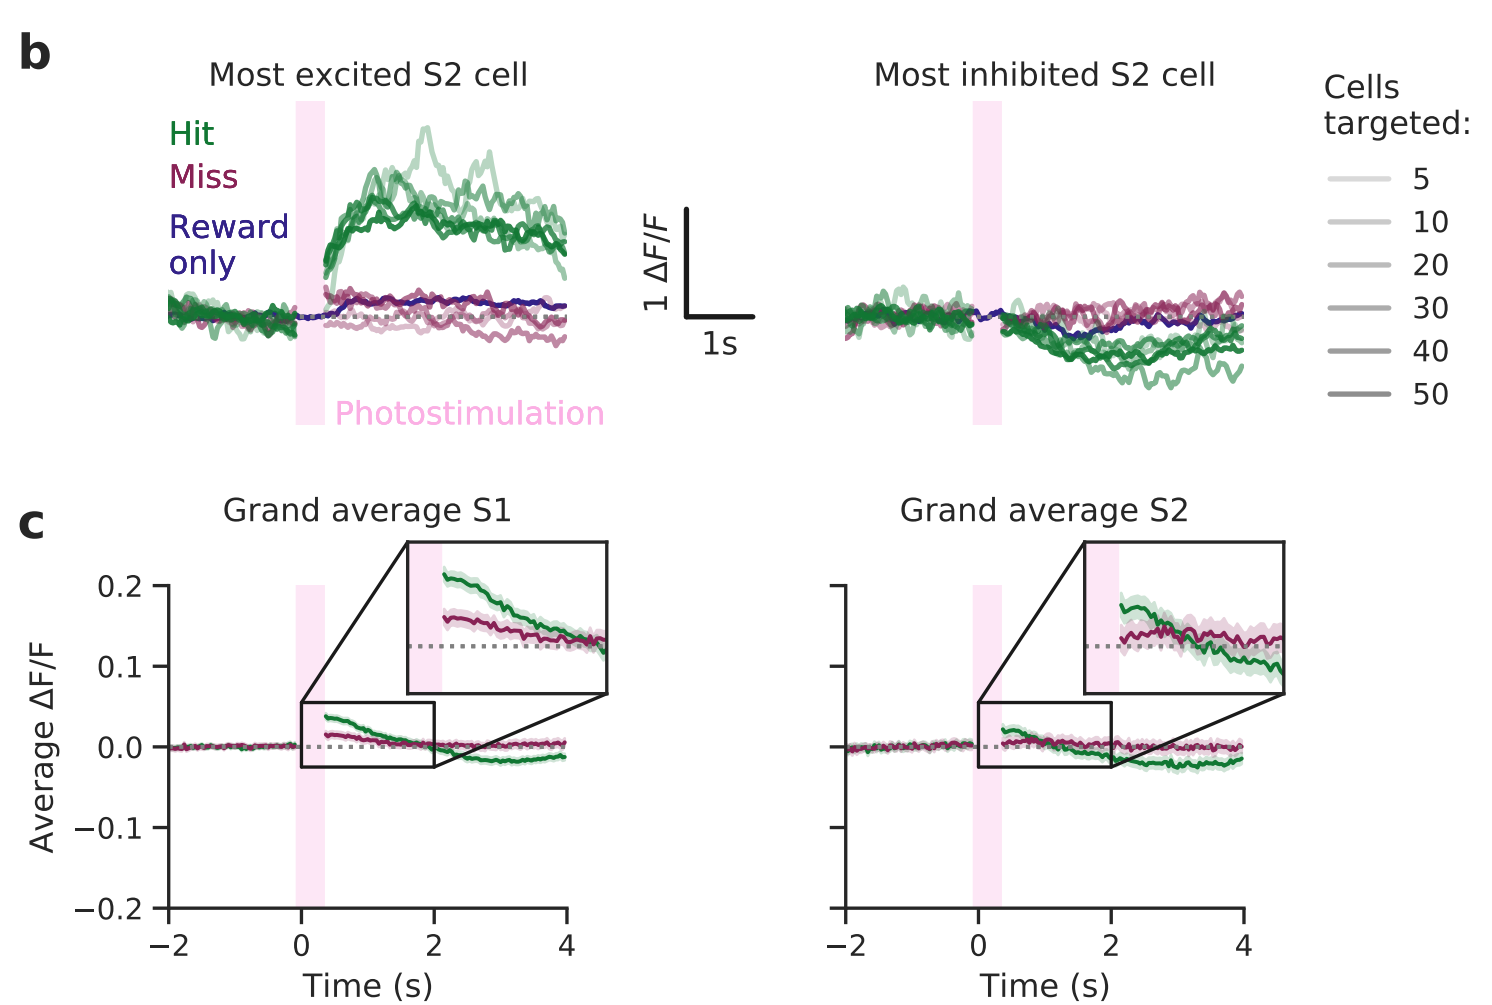 b
Most excited S2 cell
Most inhibited S2 cell
Cells
targeted:
Hit
Miss
Reward
only
1 ΔF/F
1s
Photostimulation
5
10
20
30
40
50
c
Grand average S1
Grand average S2
Average ΔF/F
0.2
0.1
0.0
−0.1
−0.2
−2
0
2
4
Time (s)
−2
0
2
4
Time (s)